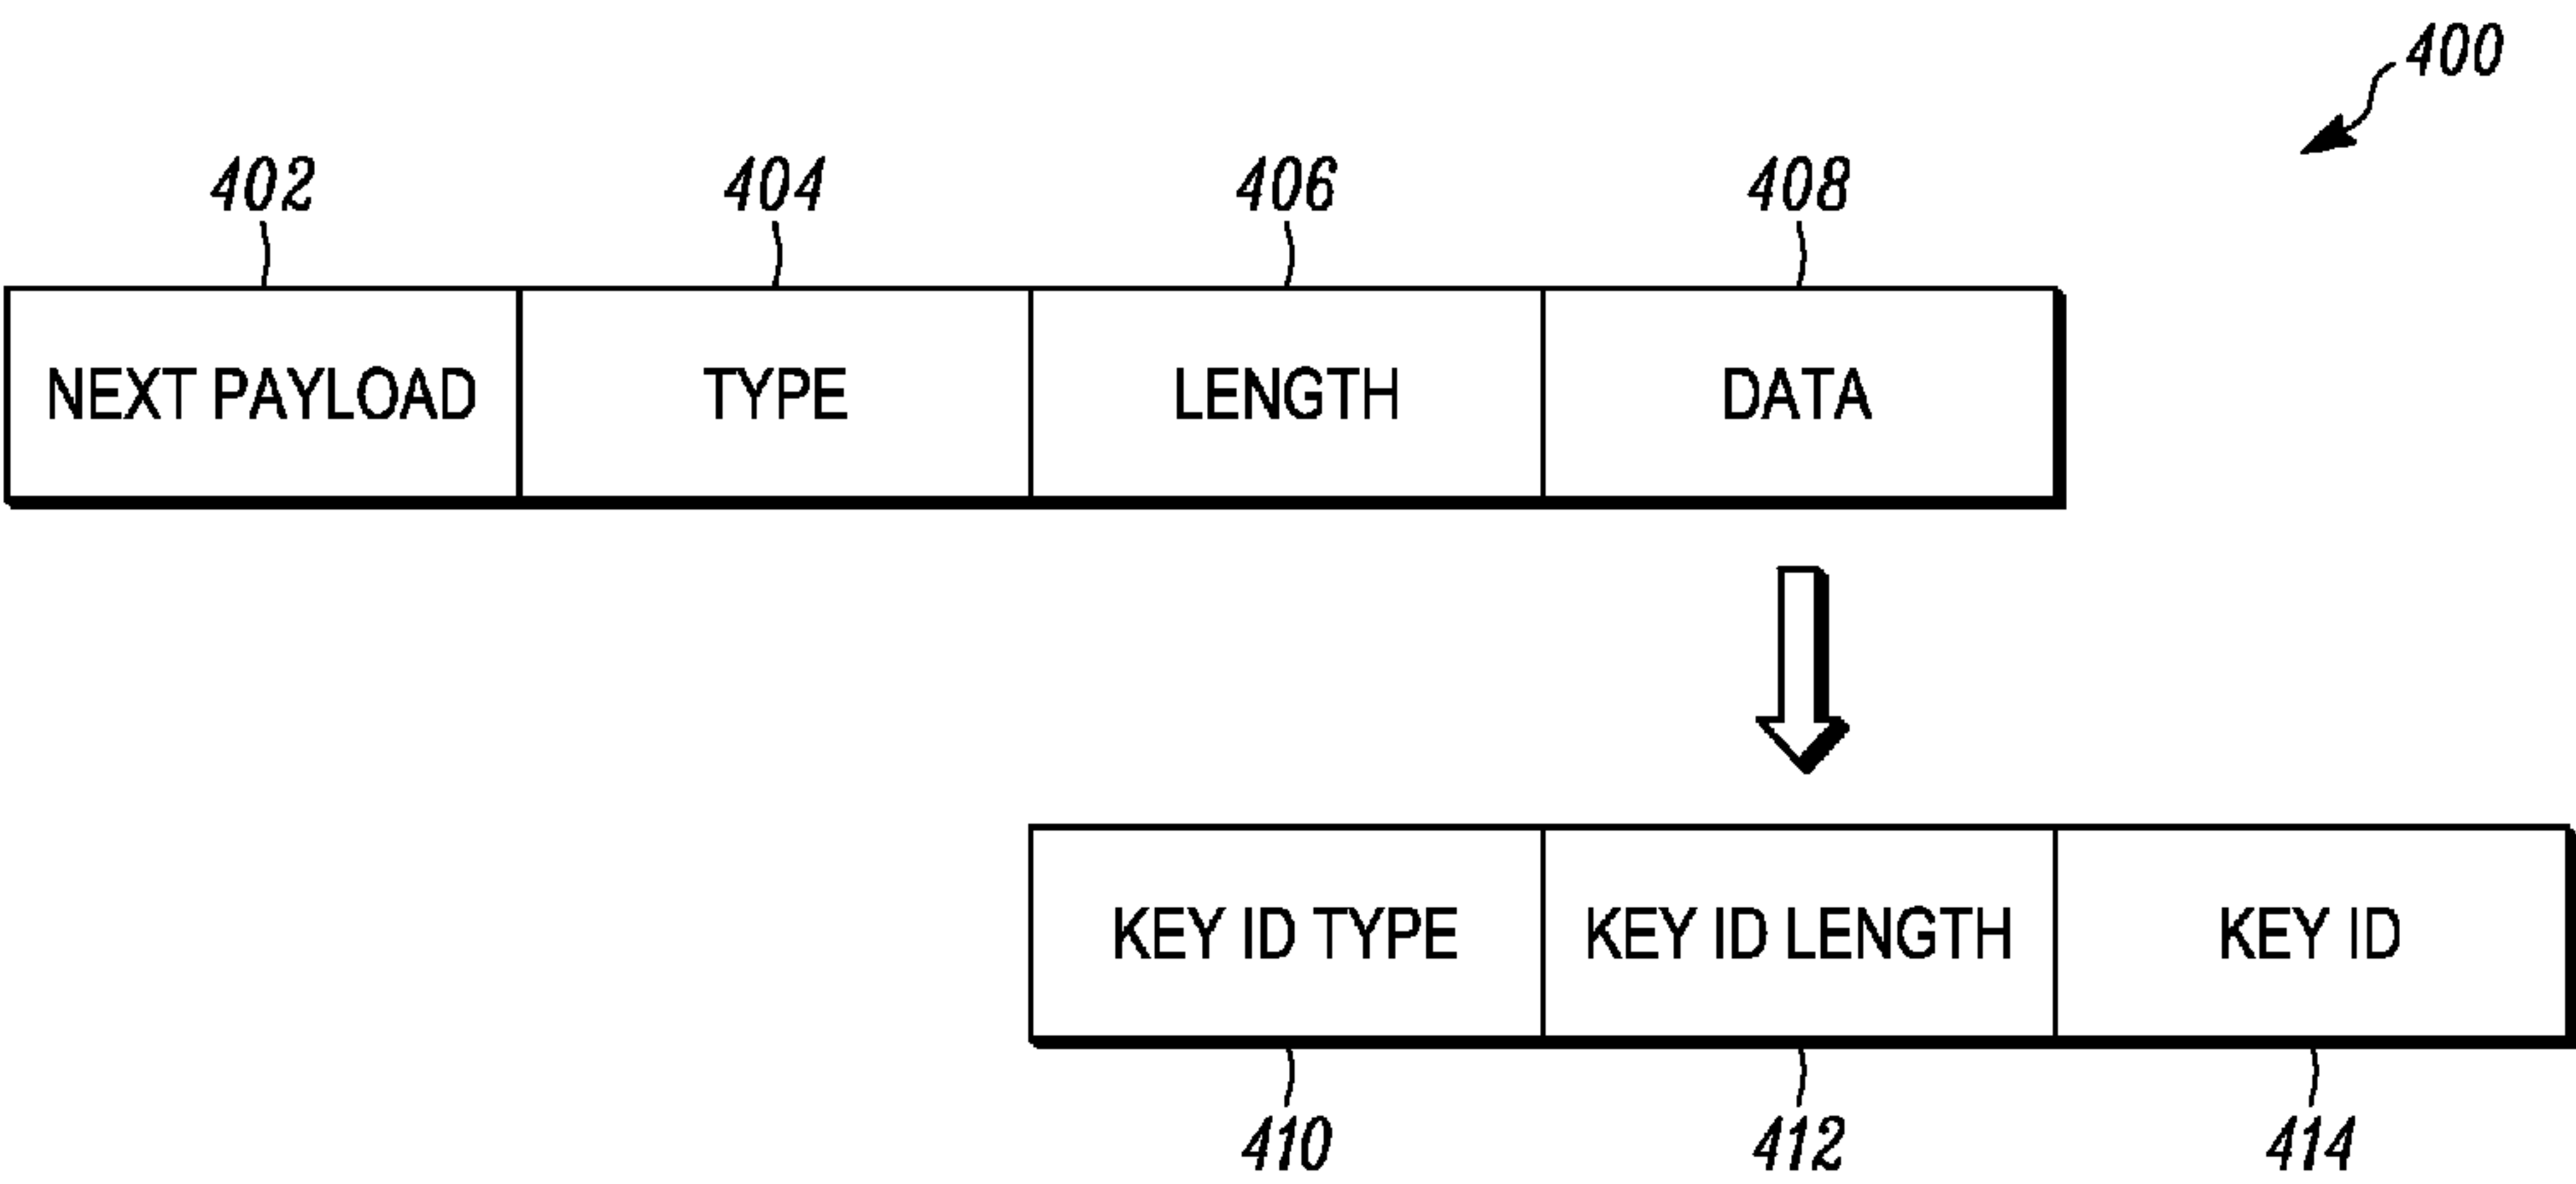 400
402 404 406 408
NEXT PAYLOAD TYPE LENGTH DATA
KEY ID TYPE KEY ID LENGTH KEY ID
410 412 414